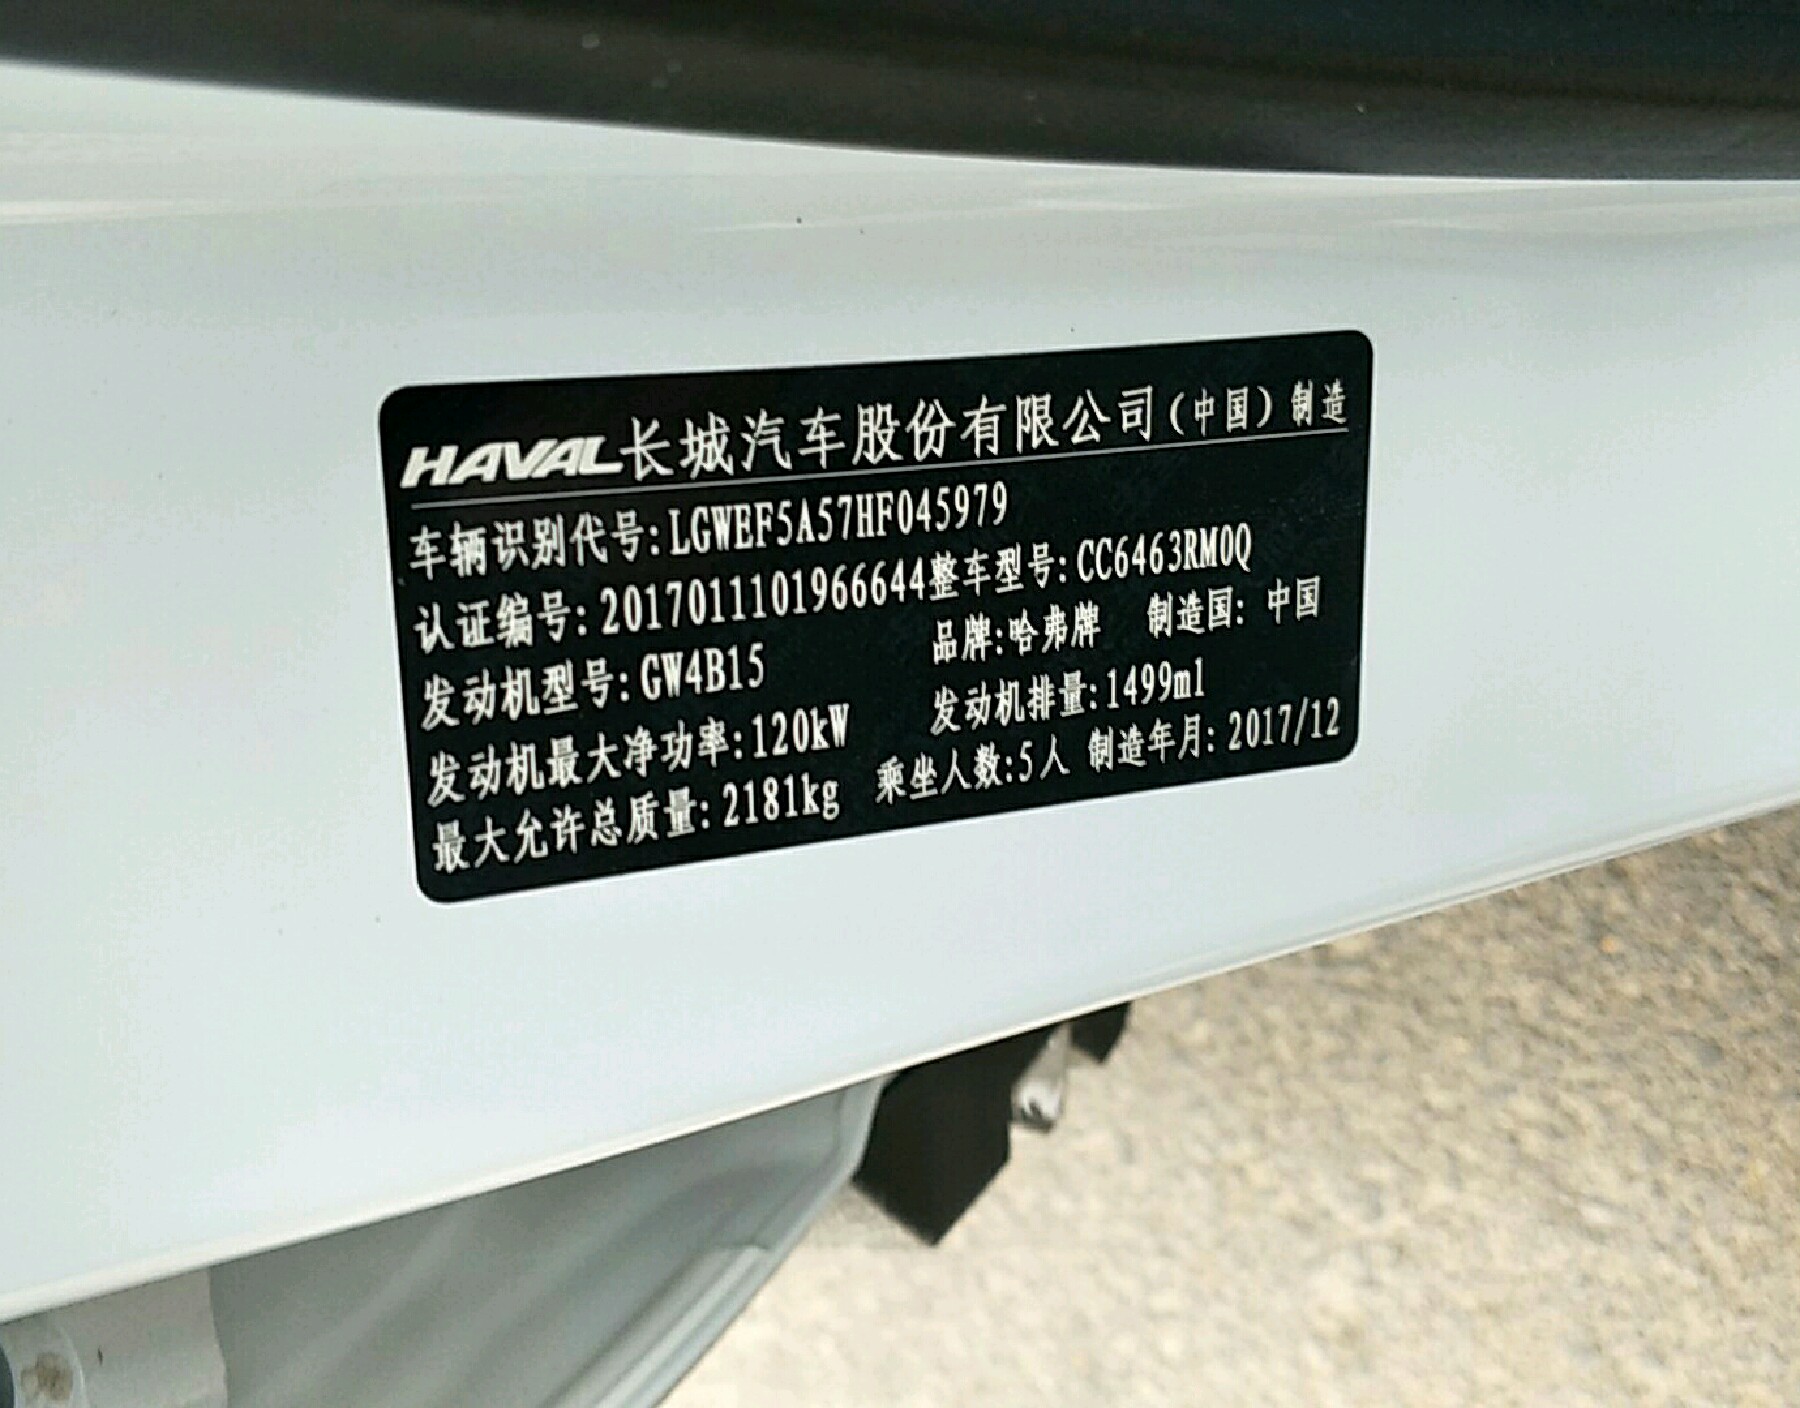 HAVAL长城汽车股份有限公司(中国)制造
车辆识别代号:LGWEF5A57HF045979
认证编号:2017011101966644整车型号:CC6463RM0Q
发动机型号:GW4B15 品牌:哈弗牌 制造国:中国
发动机最大净功率:120kW 发动机排量:1499ml
最大允许总质量:2181kg 乘坐人数:5人 制造年月:2017/12